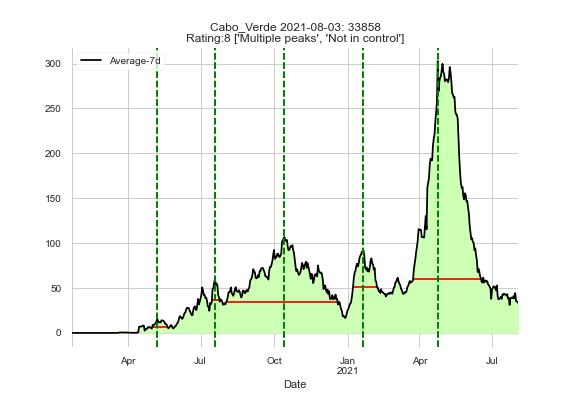 Cabo_Verde 2021-08-03: 33858
Rating:8 ['Multiple peaks', 'Not in control']
Average-7d
300
250
200
150
100
50
0
Apr
Jul
Oct
Jan
2021
Apr
Jul
Date